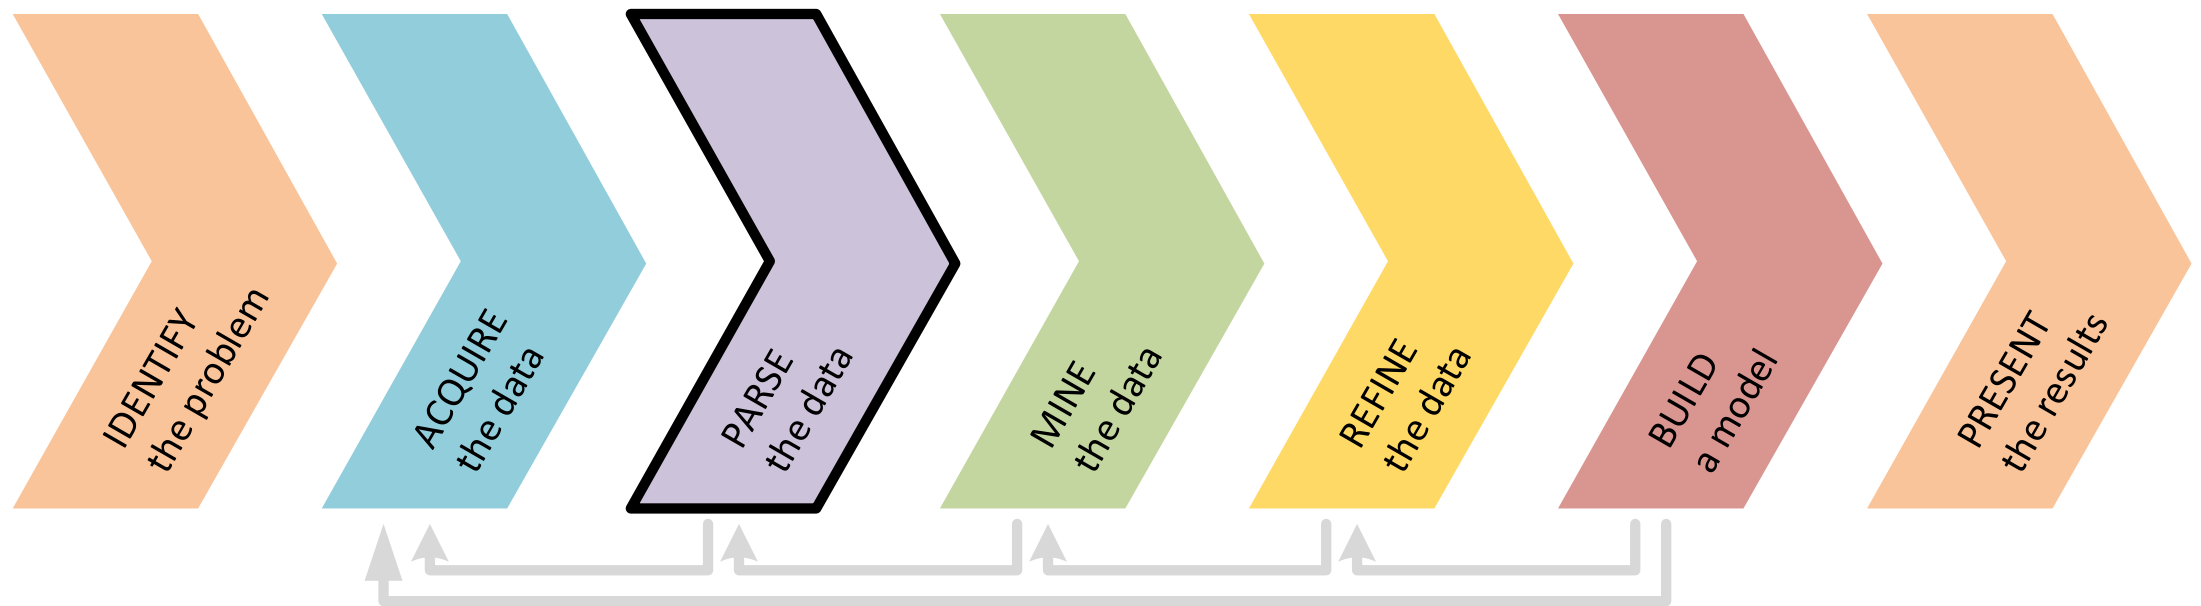 IDENTIFY
the problem
ACQUIRE
the data
PARSE
the data
MINE
the data
REFINE
the data
BUILD
a model
PRESENT
the results